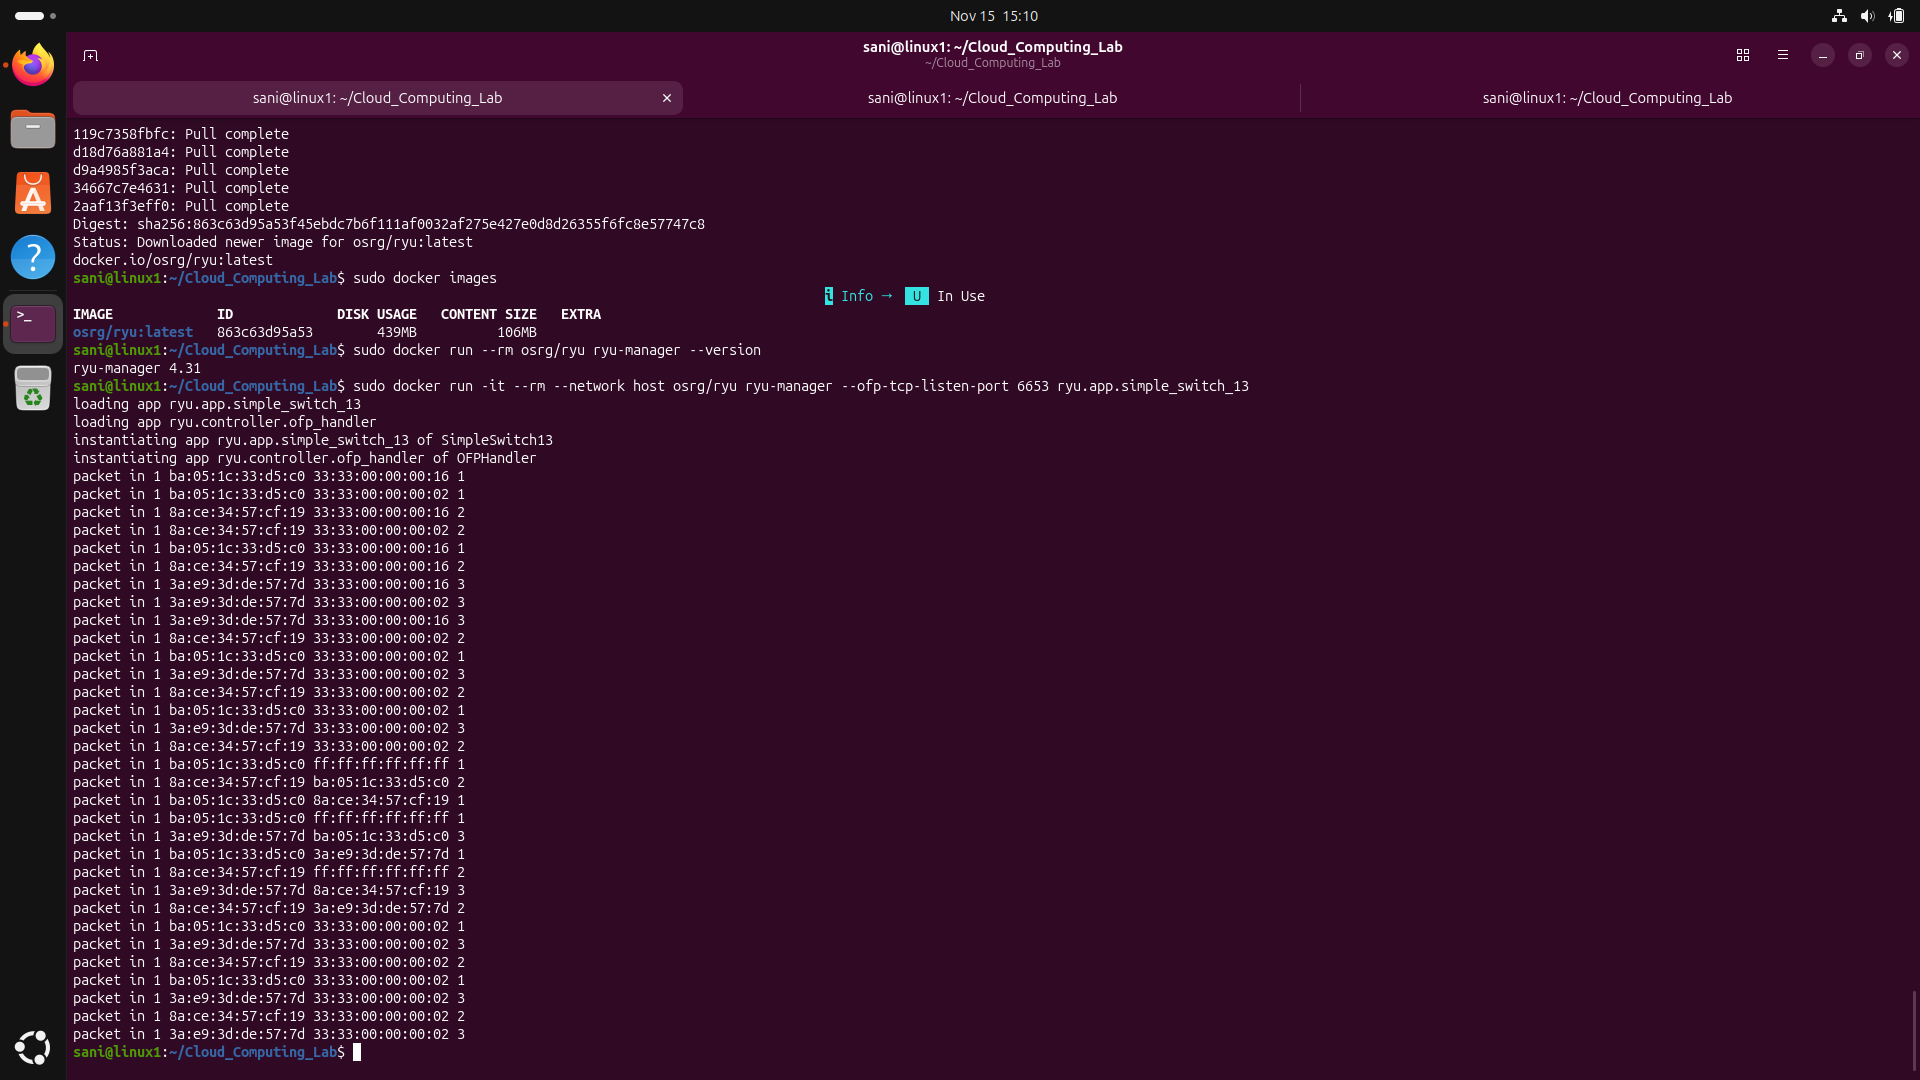 Nov 15 15:10
sani@linux1: ~/Cloud_Computing_Lab
~/Cloud_Computing_Lab
sani@linux1: ~/Cloud_Computing_Lab
sani@linux1: ~/Cloud_Computing_Lab
sani@linux1: ~/Cloud_Computing_Lab
119c7358fbfc: Pull complete
d18d76a881a4: Pull complete
d9a4985f3aca: Pull complete
34667c7e4631: Pull complete
2aaf13f3eff0: Pull complete
Digest: sha256:863c63d95a53f45ebdc7b6f111af0032af275e427e0d8d26355f6fc8e57747c8
Status: Downloaded newer image for osrg/ryu:latest
docker.io/osrg/ryu:latest
sani@linux1:~/Cloud_Computing_Lab$ sudo docker images
i Info → U In Use
IMAGE ID DISK USAGE CONTENT SIZE EXTRA
osrg/ryu:latest 863c63d95a53 439MB 106MB
sani@linux1:~/Cloud_Computing_Lab$ sudo docker run --rm osrg/ryu ryu-manager --version
ryu-manager 4.31
sani@linux1:~/Cloud_Computing_Lab$ sudo docker run -it --rm --network host osrg/ryu ryu-manager --ofp-tcp-listen-port 6653 ryu.app.simple_switch_13
loading app ryu.app.simple_switch_13
loading app ryu.controller.ofp_handler
instantiating app ryu.app.simple_switch_13 of SimpleSwitch13
instantiating app ryu.controller.ofp_handler of OFPHandler
packet in 1 ba:05:1c:33:d5:c0 33:33:00:00:00:16 1
packet in 1 ba:05:1c:33:d5:c0 33:33:00:00:00:02 1
packet in 1 8a:ce:34:57:cf:19 33:33:00:00:00:16 2
packet in 1 8a:ce:34:57:cf:19 33:33:00:00:00:02 2
packet in 1 ba:05:1c:33:d5:c0 33:33:00:00:00:16 1
packet in 1 8a:ce:34:57:cf:19 33:33:00:00:00:16 2
packet in 1 3a:e9:3d:de:57:7d 33:33:00:00:00:16 3
packet in 1 3a:e9:3d:de:57:7d 33:33:00:00:00:02 3
packet in 1 3a:e9:3d:de:57:7d 33:33:00:00:00:16 3
packet in 1 8a:ce:34:57:cf:19 33:33:00:00:00:02 2
packet in 1 ba:05:1c:33:d5:c0 33:33:00:00:00:02 1
packet in 1 3a:e9:3d:de:57:7d 33:33:00:00:00:02 3
packet in 1 8a:ce:34:57:cf:19 33:33:00:00:00:02 2
packet in 1 ba:05:1c:33:d5:c0 33:33:00:00:00:02 1
packet in 1 3a:e9:3d:de:57:7d 33:33:00:00:00:02 3
packet in 1 8a:ce:34:57:cf:19 33:33:00:00:00:02 2
packet in 1 ba:05:1c:33:d5:c0 ff:ff:ff:ff:ff:ff 1
packet in 1 8a:ce:34:57:cf:19 ba:05:1c:33:d5:c0 2
packet in 1 ba:05:1c:33:d5:c0 8a:ce:34:57:cf:19 1
packet in 1 ba:05:1c:33:d5:c0 ff:ff:ff:ff:ff:ff 1
packet in 1 3a:e9:3d:de:57:7d ba:05:1c:33:d5:c0 3
packet in 1 ba:05:1c:33:d5:c0 3a:e9:3d:de:57:7d 1
packet in 1 8a:ce:34:57:cf:19 ff:ff:ff:ff:ff:ff 2
packet in 1 3a:e9:3d:de:57:7d 8a:ce:34:57:cf:19 3
packet in 1 8a:ce:34:57:cf:19 3a:e9:3d:de:57:7d 2
packet in 1 ba:05:1c:33:d5:c0 33:33:00:00:00:02 1
packet in 1 3a:e9:3d:de:57:7d 33:33:00:00:00:02 3
packet in 1 8a:ce:34:57:cf:19 33:33:00:00:00:02 2
packet in 1 ba:05:1c:33:d5:c0 33:33:00:00:00:02 1
packet in 1 3a:e9:3d:de:57:7d 33:33:00:00:00:02 3
packet in 1 8a:ce:34:57:cf:19 33:33:00:00:00:02 2
packet in 1 3a:e9:3d:de:57:7d 33:33:00:00:00:02 3
sani@linux1:~/Cloud_Computing_Lab$